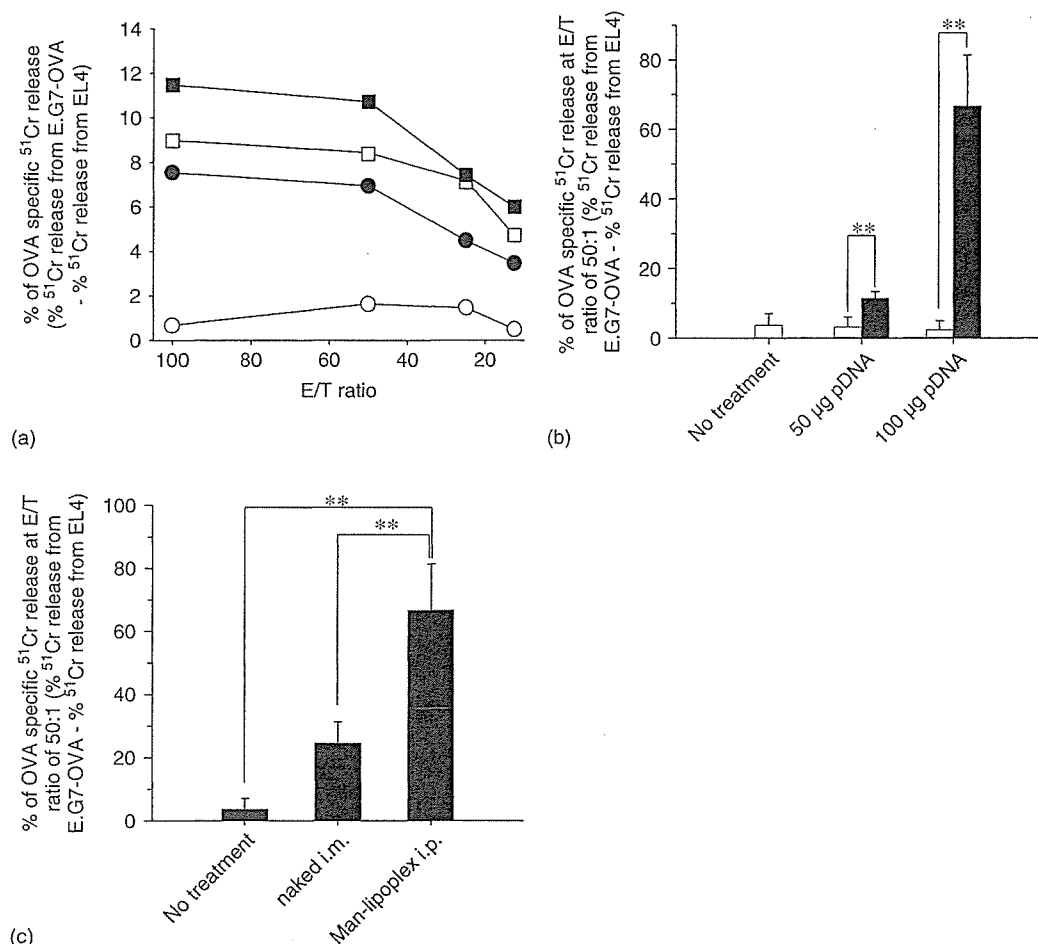 % of OVA specific ⁵¹Cr release
(% ⁵¹Cr release from E.G7-OVA
- % ⁵¹Cr release from EL4)
14
12
10
8
6
4
2
0
100 80 60 40 20
E/T ratio
(a)
% of OVA specific ⁵¹Cr release at E/T
ratio of 50:1 (% ⁵¹Cr release from
E.G7-OVA - % ⁵¹Cr release from EL4)
80
60
40
20
0
**
**
No treatment
50 µg pDNA
100 µg pDNA
(b)
% of OVA specific ⁵¹Cr release at E/T
ratio of 50:1 (% ⁵¹Cr release from
E.G7-OVA - % ⁵¹Cr release from EL4)
100
80
60
40
20
0
**
**
No treatment
naked i.m.
Man-lipoplex i.p.
(c)